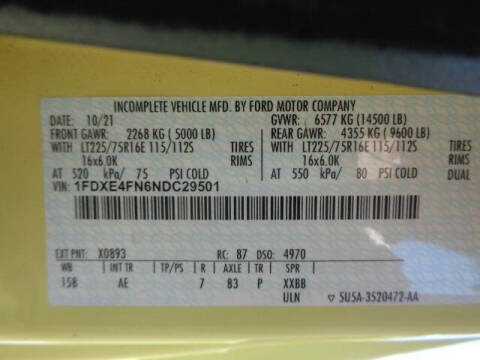 INCOMPLETE VEHICLE MFD. BY FORD MOTOR COMPANY
DATE: 10/21 GVWR: 6577 KG (14500 LB)
FRONT GAWR: 2268 KG (5000 LB) REAR GAWR: 4355 KG (9600 LB)
WITH LT225/75R16E 115/112S TIRES WITH LT225/75R16E 115/112S TIRES
16x6.0K RIMS 16x6.0K RIMS
AT 520 kPa/ 75 PSI COLD AT 550 kPa/ 80 PSI COLD DUAL
VIN: 1FDXE4FN6NDC29501
EXT PNT: X0893 RC: 87 DSO: 4970
WB INT TR TP/PS R AXLE TR SPR
158 AE 7 83 P XXBB
ULN ▽ 5U5A-3520472-AA